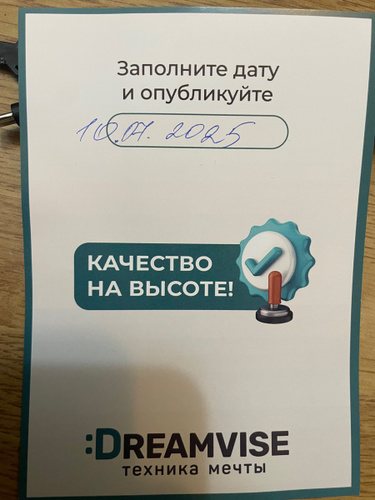 Заполните дату
и опубликуйте
10.07.2025
КАЧЕСТВО
НА ВЫСОТЕ!
:DREAMVISE
техника мечты